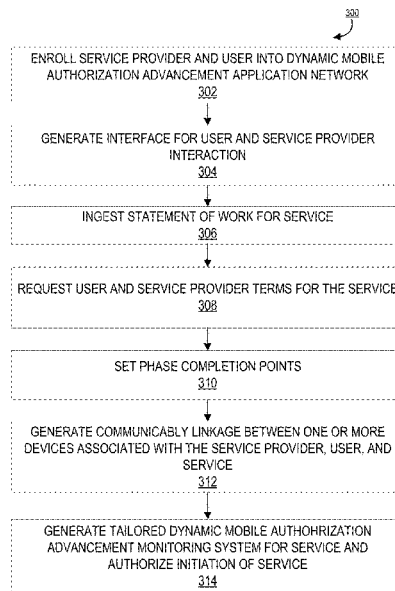 300
ENROLL SERVICE PROVIDER AND USER INTO DYNAMIC MOBILE
AUTHORIZATION ADVANCEMENT APPLICATION NETWORK
302
GENERATE INTERFACE FOR USER AND SERVICE PROVIDER
INTERACTION
304
INGEST STATEMENT OF WORK FOR SERVICE
306
REQUEST USER AND SERVICE PROVIDER TERMS FOR THE SERVICE
308
SET PHASE COMPLETION POINTS
310
GENERATE COMMUNICABLY LINKAGE BETWEEN ONE OR MORE
DEVICES ASSOCIATED WITH THE SERVICE PROVIDER, USER, AND
SERVICE
312
GENERATE TAILORED DYNAMIC MOBILE AUTHOHRIZATION
ADVANCEMENT MONITORING SYSTEM FOR SERVICE AND
AUTHORIZE INITIATION OF SERVICE
314